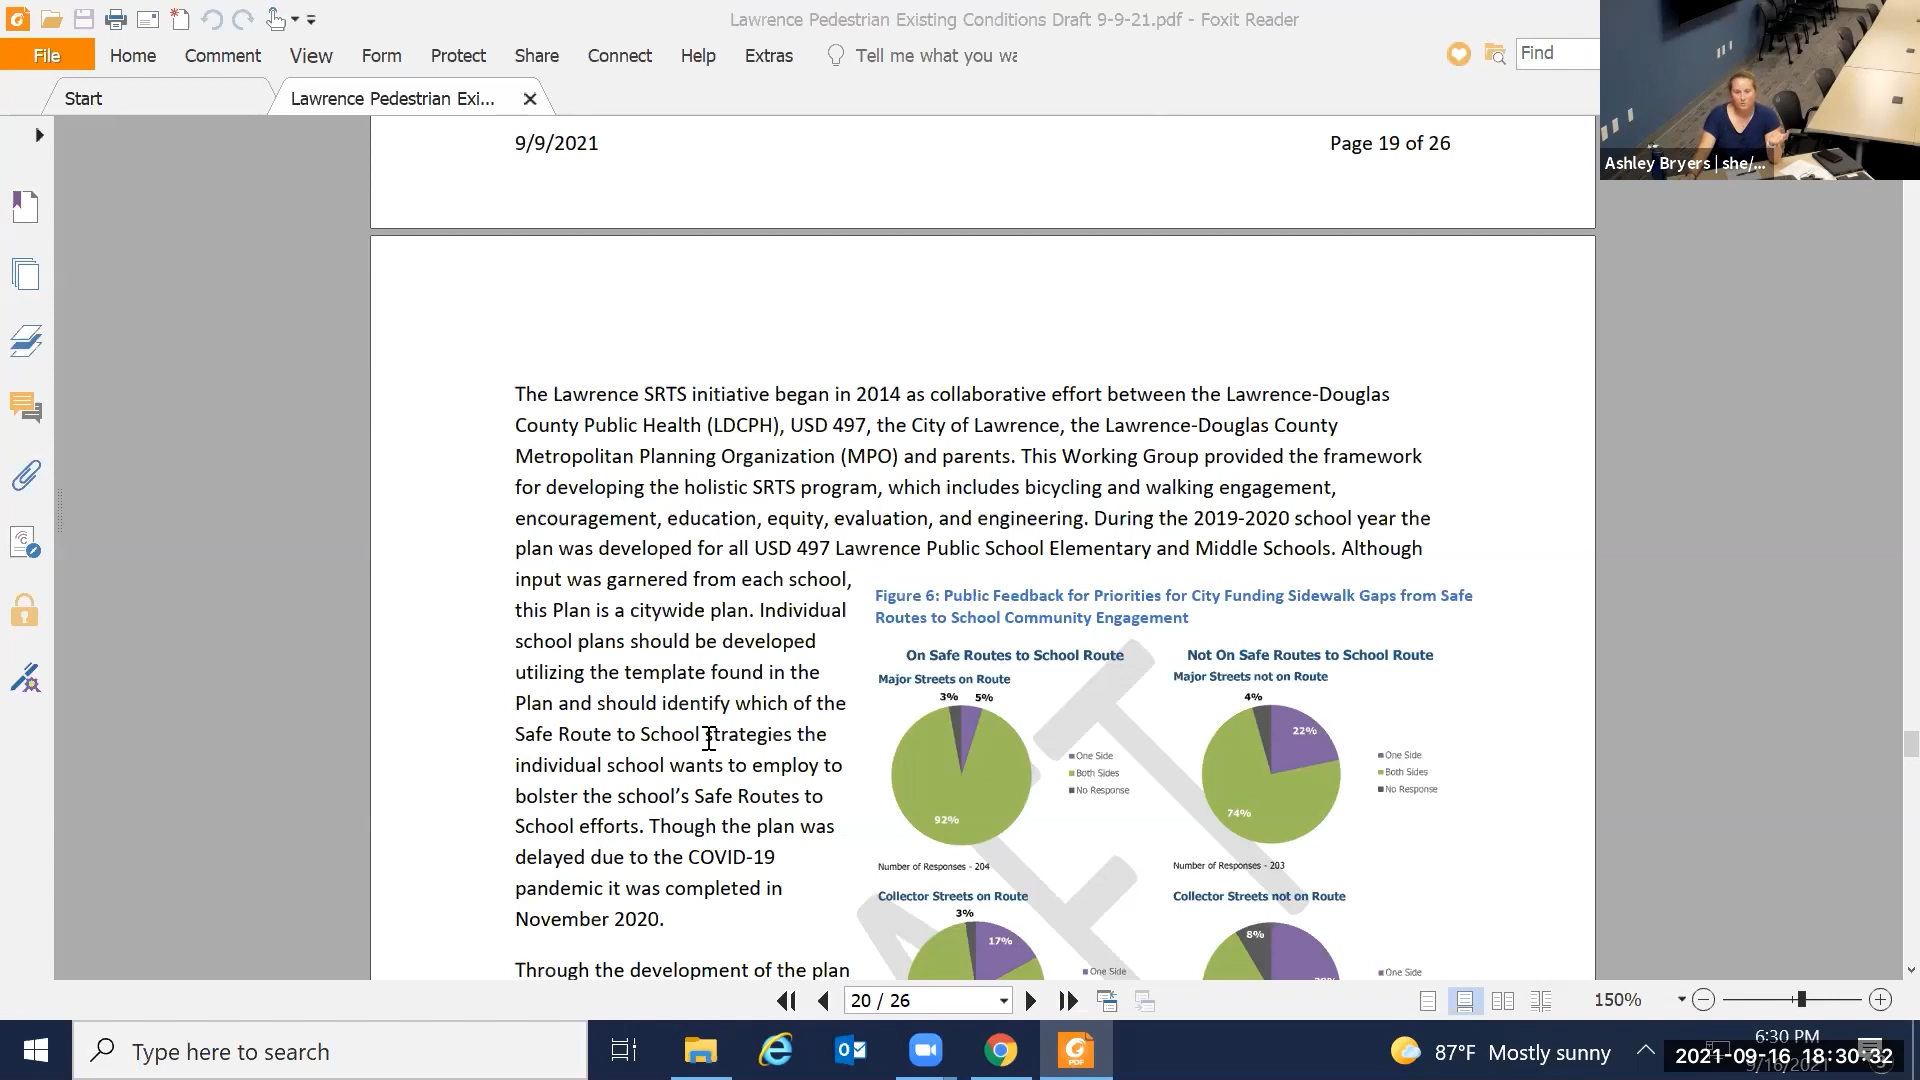 Lawrence Pedestrian Existing Conditions Draft 9-9-21.pdf - Foxit Reader
File Home Comment View Form Protect Share Connect Help Extras Tell me what you wa Find
Start Lawrence Pedestrian Exi...
Ashley Bryers | she/...
9/9/2021 Page 19 of 26
The Lawrence SRTS initiative began in 2014 as collaborative effort between the Lawrence-Douglas
County Public Health (LDCPH), USD 497, the City of Lawrence, the Lawrence-Douglas County
Metropolitan Planning Organization (MPO) and parents. This Working Group provided the framework
for developing the holistic SRTS program, which includes bicycling and walking engagement,
encouragement, education, equity, evaluation, and engineering. During the 2019-2020 school year the
plan was developed for all USD 497 Lawrence Public School Elementary and Middle Schools. Although
input was garnered from each school,
this Plan is a citywide plan. Individual
school plans should be developed
utilizing the template found in the
Plan and should identify which of the
Safe Route to School strategies the
individual school wants to employ to
bolster the school's Safe Routes to
School efforts. Though the plan was
delayed due to the COVID-19
pandemic it was completed in
November 2020.
Through the development of the plan
Figure 6: Public Feedback for Priorities for City Funding Sidewalk Gaps from Safe
Routes to School Community Engagement
On Safe Routes to School Route
Major Streets on Route
3% 5%
92%
One Side
Both Sides
No Response
Number of Responses - 204
Not On Safe Routes to School Route
Major Streets not on Route
4%
22%
74%
One Side
Both Sides
No Response
Number of Responses - 203
Collector Streets on Route
3%
17%
One Side
Collector Streets not on Route
8%
One Side
20 / 26
150%
Type here to search
87°F Mostly sunny
6:30 PM
2021-09-16 18:30:32